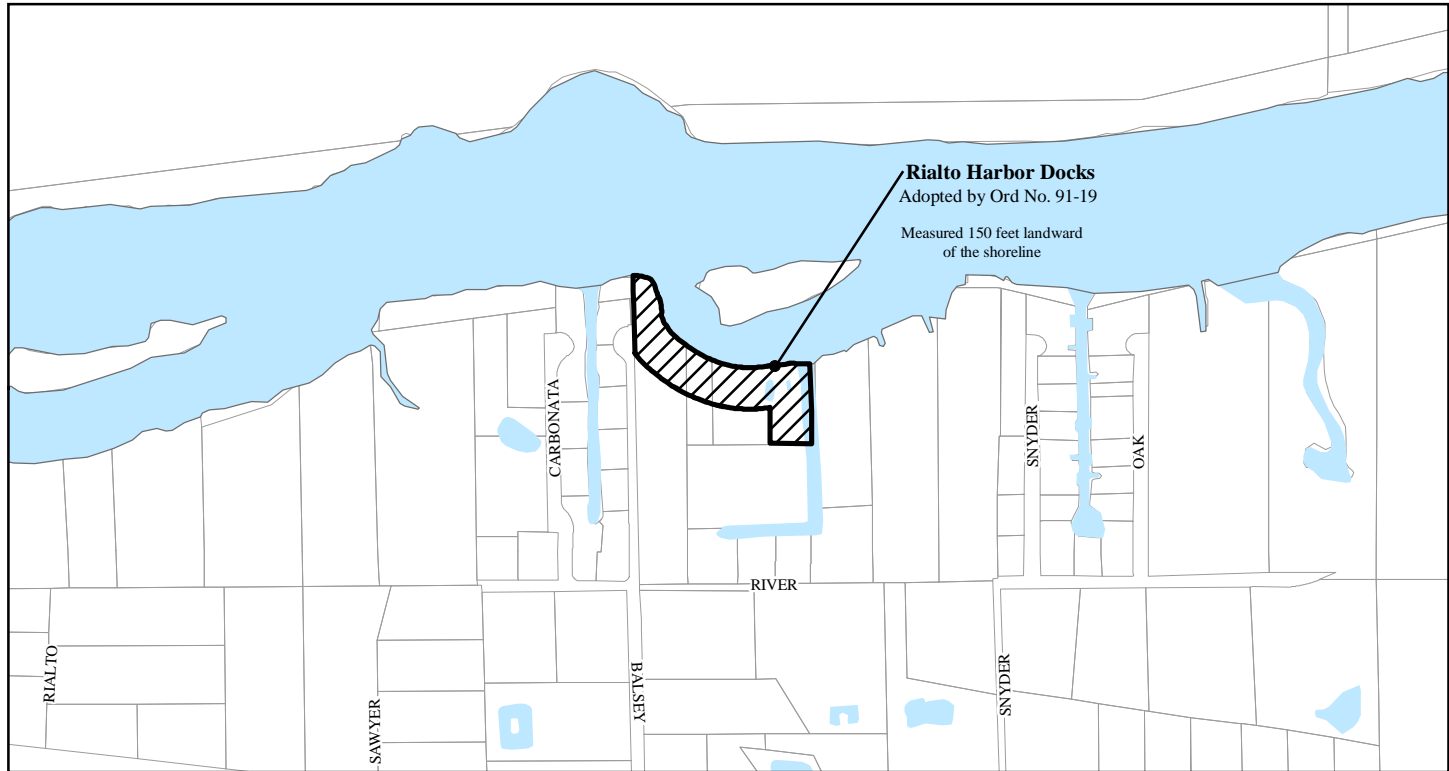 Rialto Harbor Docks
Adopted by Ord No. 91-19
Measured 150 feet landward
of the shoreline
CARBONATA
SNYDER
OAK
RIVER
RIALTO
SAWYER
BALSEY
SNYDER